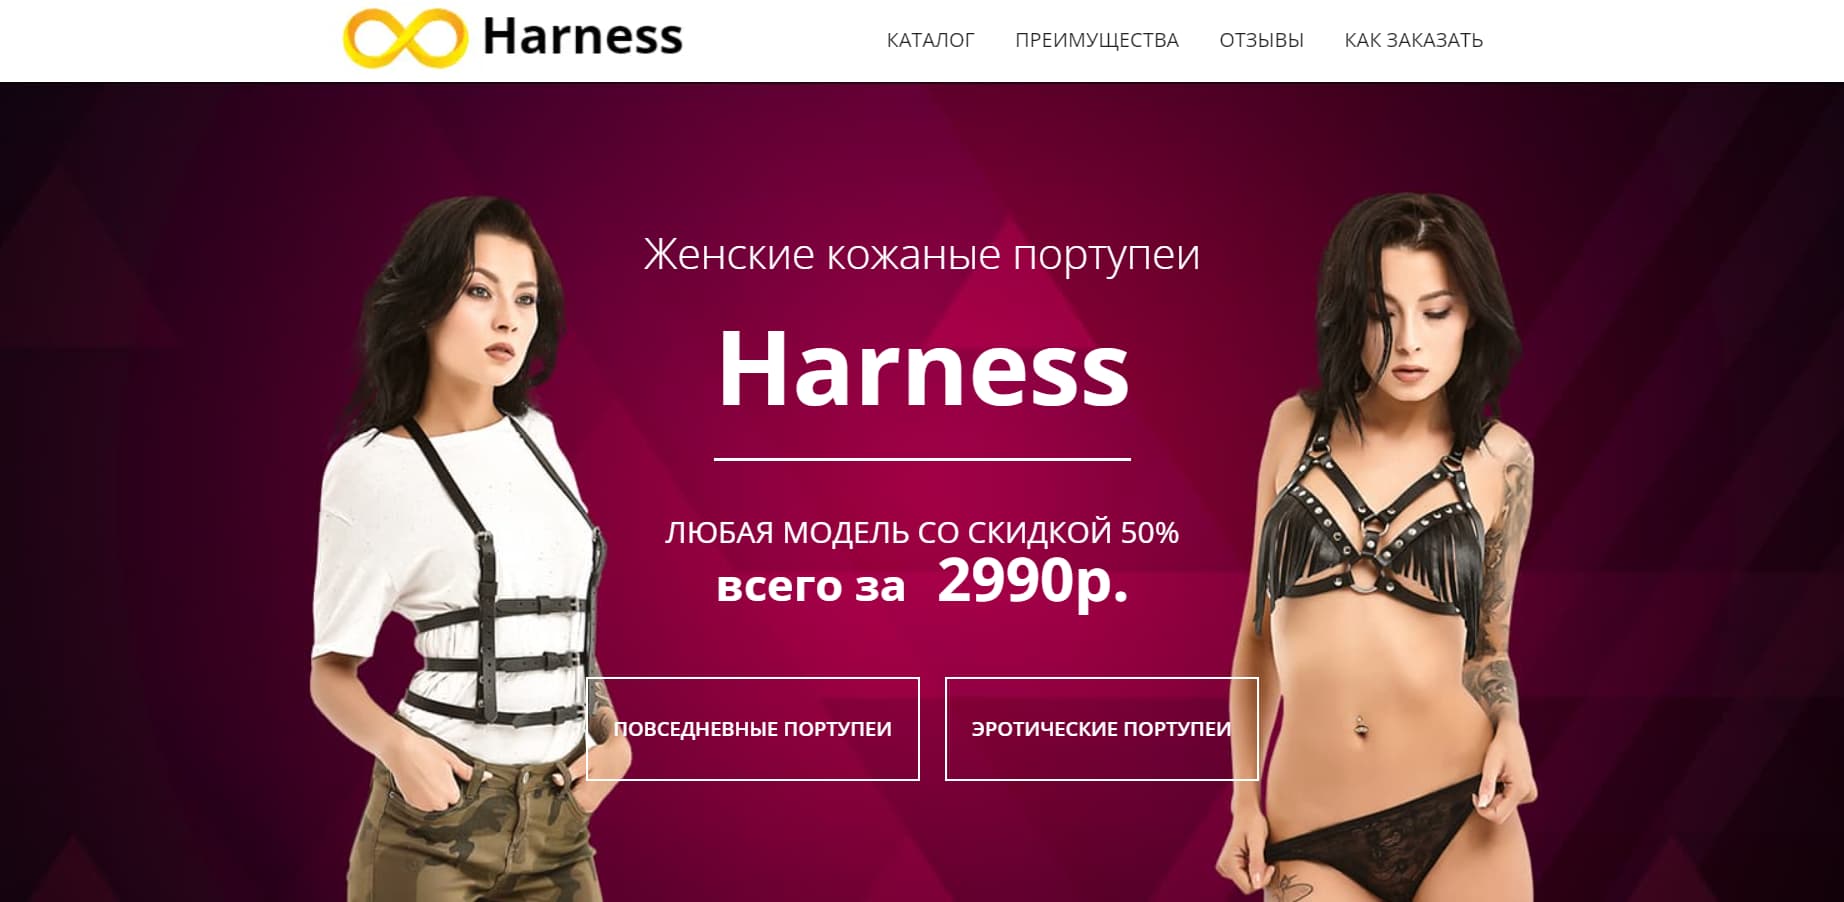 Harness
КАТАЛОГ ПРЕИМУЩЕСТВА ОТЗЫВЫ КАК ЗАКАЗАТЬ
Женские кожаные портупеи
Harness
ЛЮБАЯ МОДЕЛЬ СО СКИДКОЙ 50%
всего за 2990р.
ПОВСЕДНЕВНЫЕ ПОРТУПЕИ
ЭРОТИЧЕСКИЕ ПОРТУПЕИ